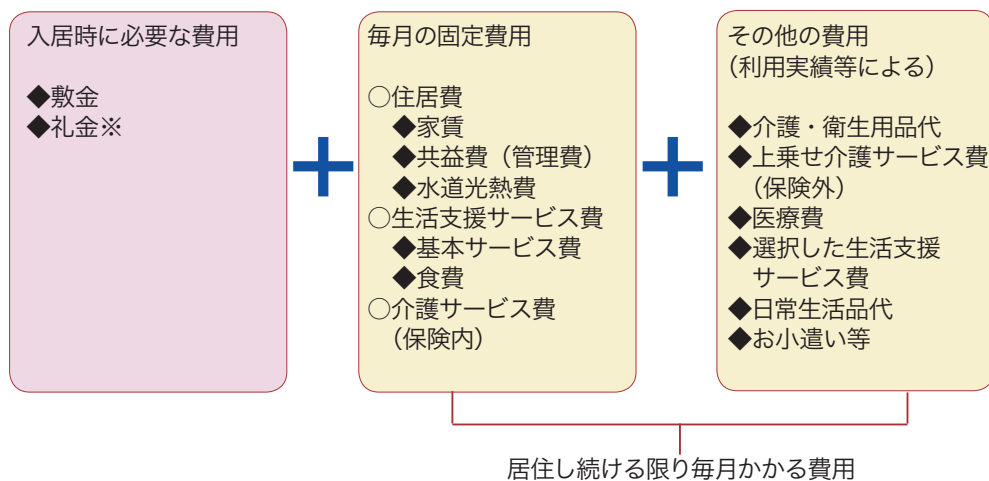 入居時に必要な費用
◆敷金
◆礼金※
毎月の固定費用
○住居費
◆家賃
◆共益費（管理費）
◆水道光熱費
○生活支援サービス費
◆基本サービス費
◆食費
○介護サービス費
（保険内）
その他の費用
（利用実績等による）
◆介護・衛生用品代
◆上乗せ介護サービス費
（保険外）
◆医療費
◆選択した生活支援
サービス費
◆日常生活品代
◆お小遣い等
居住し続ける限り毎月かかる費用